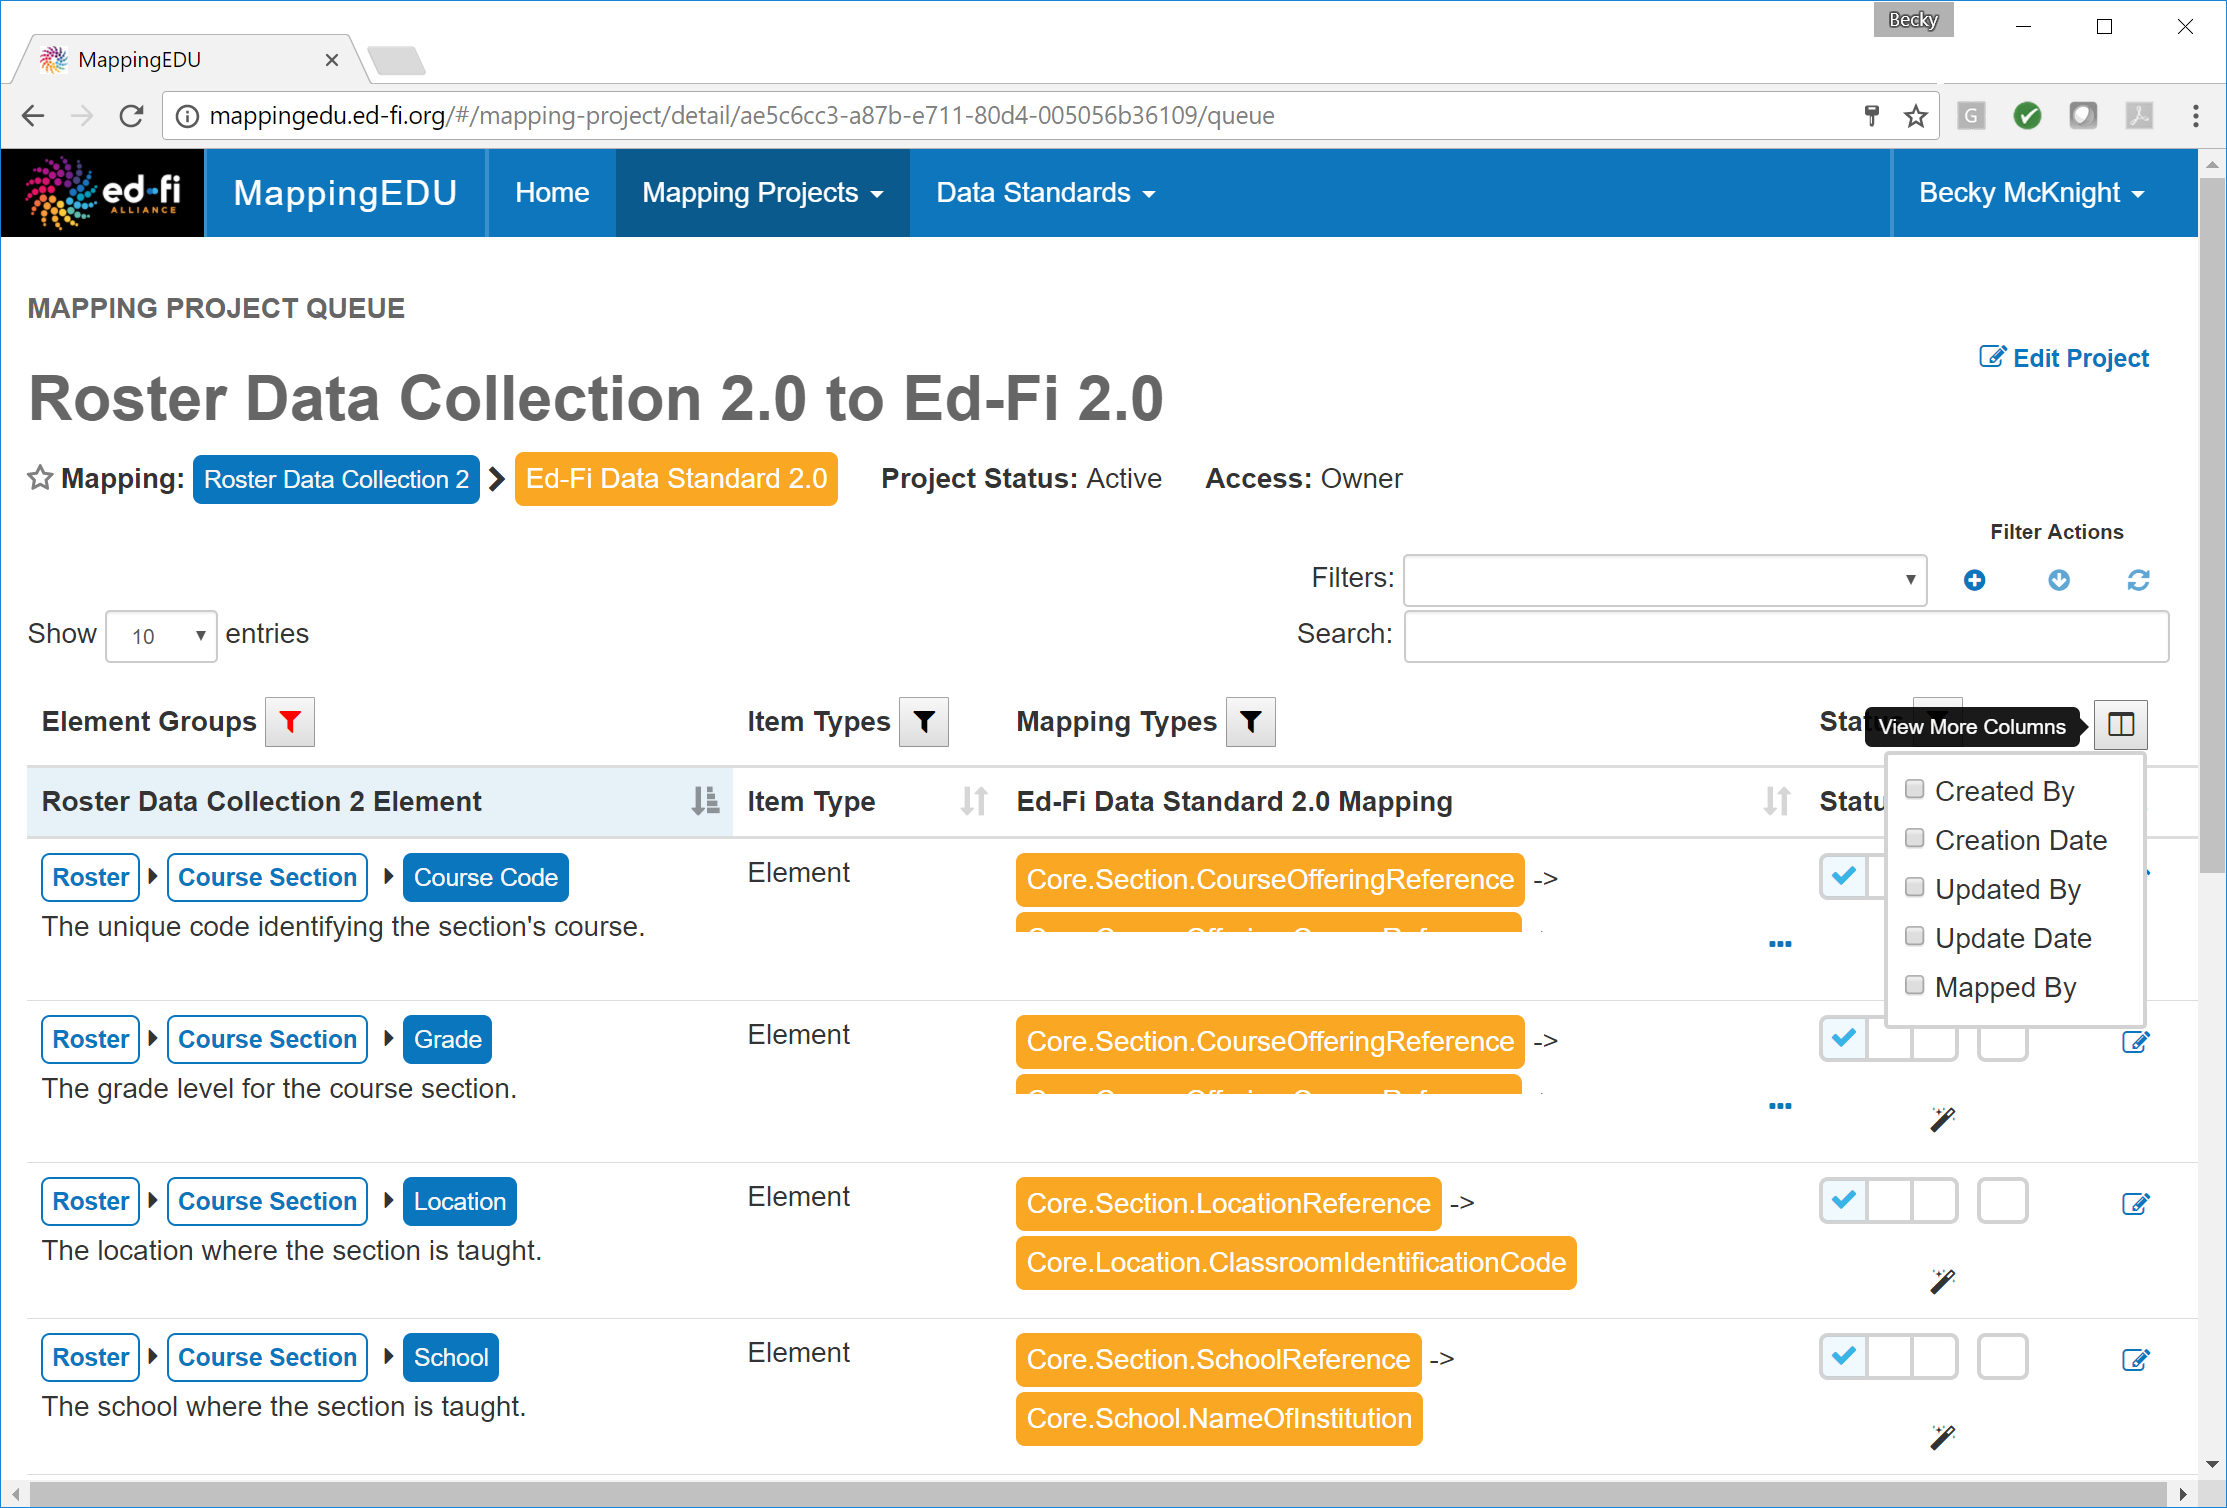 Becky
MappingEDU
mappingedu.ed-fi.org/#/mapping-project/detail/ae5c6cc3-a87b-e711-80d4-005056b36109/queue
G
ed-fi
ALLIANCE
MappingEDU
Home
Mapping Projects
Data Standards
Becky McKnight
MAPPING PROJECT QUEUE
Edit Project
Roster Data Collection 2.0 to Ed-Fi 2.0
Mapping: Roster Data Collection 2 Ed-Fi Data Standard 2.0 Project Status: Active Access: Owner
Filter Actions
Filters:
Show 10 entries
Search:
Element Groups Item Types Mapping Types
View More Columns
Roster Data Collection 2 Element Item Type Ed-Fi Data Standard 2.0 Mapping
Created By
Creation Date
Updated By
Update Date
Mapped By
Roster Course Section Course Code Element Core.Section.CourseOfferingReference ->
The unique code identifying the section's course.
Roster Course Section Grade Element Core.Section.CourseOfferingReference ->
The grade level for the course section.
Roster Course Section Location Element Core.Section.LocationReference ->
The location where the section is taught. Core.Location.ClassroomIdentificationCode
Roster Course Section School Element Core.Section.SchoolReference ->
The school where the section is taught. Core.School.NameOfInstitution